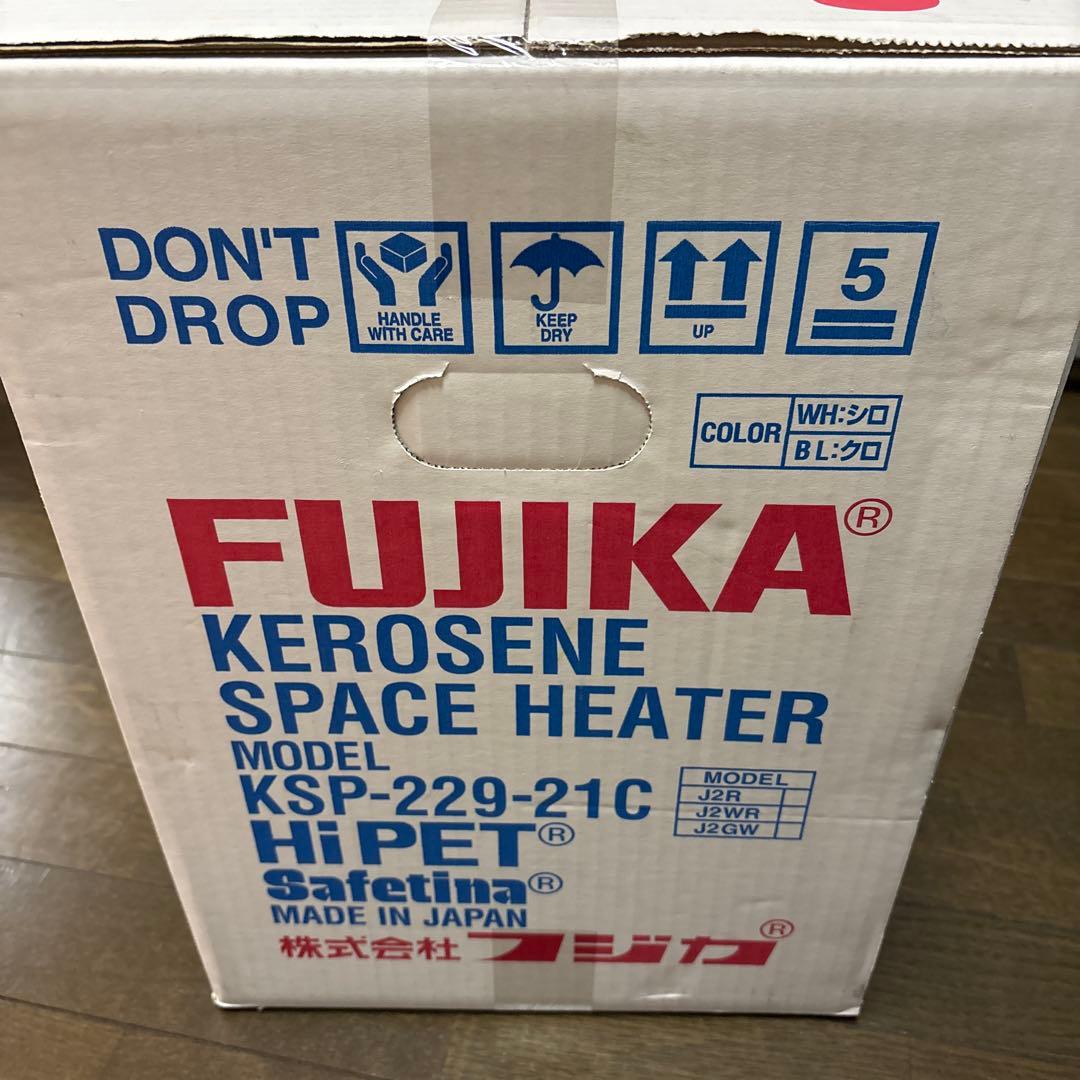 DON'T
DROP
HANDLE
WITH CARE
KEEP
DRY
UP
5
COLOR
WH:シロ
BL:クロ
FUJIKA®
KEROSENE
SPACE HEATER
MODEL
KSP-229-21C
MODEL
J2R
J2WR
J2GW
Hi PET®
Safetina®
MADE IN JAPAN
株式会社 フジカ®